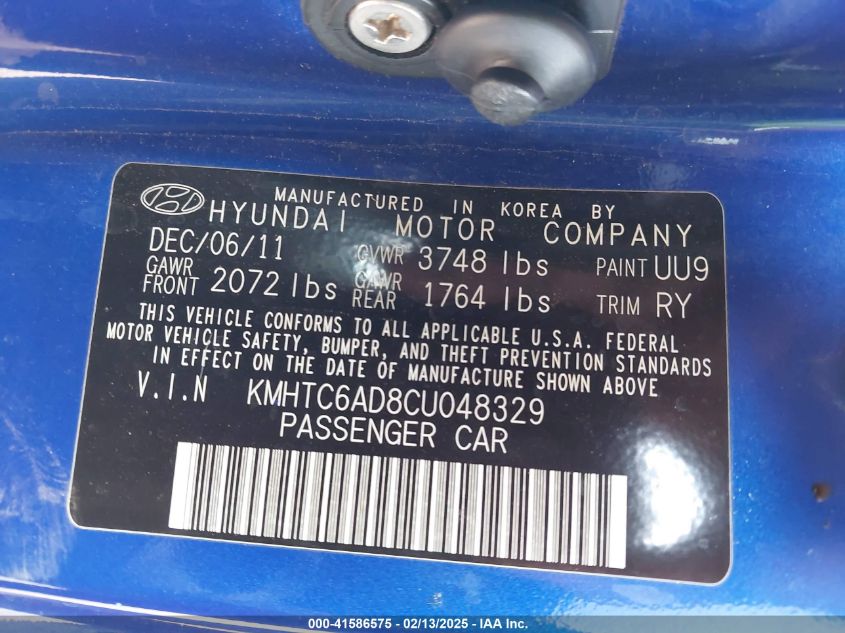 MANUFACTURED IN KOREA BY
HYUNDAI MOTOR COMPANY
DEC/06/11 GVWR 3748 lbs PAINT UU9
GAWR FRONT 2072 lbs GAWR REAR 1764 lbs TRIM RY
THIS VEHICLE CONFORMS TO ALL APPLICABLE U.S.A. FEDERAL
MOTOR VEHICLE SAFETY, BUMPER, AND THEFT PREVENTION STANDARDS
IN EFFECT ON THE DATE OF MANUFACTURE SHOWN ABOVE
V.I.N KMHTC6AD8CU048329
PASSENGER CAR
000-41586575 — 02/13/2025 — IAA Inc.